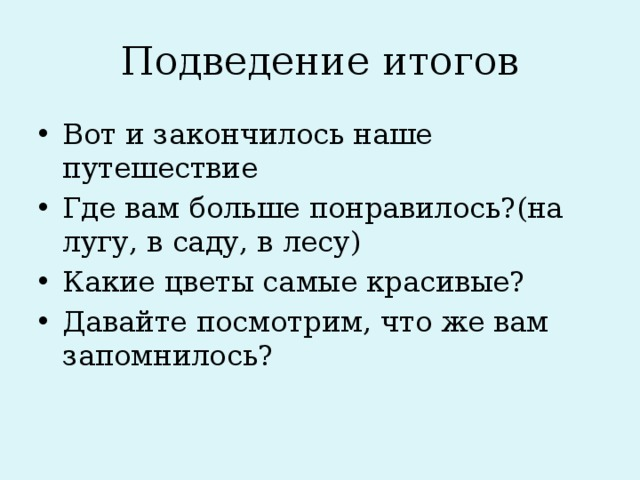 Подведение итогов
• Вот и закончилось наше
путешествие
• Где вам больше понравилось?(на
лугу, в саду, в лесу)
• Какие цветы самые красивые?
• Давайте посмотрим, что же вам
запомнилось?